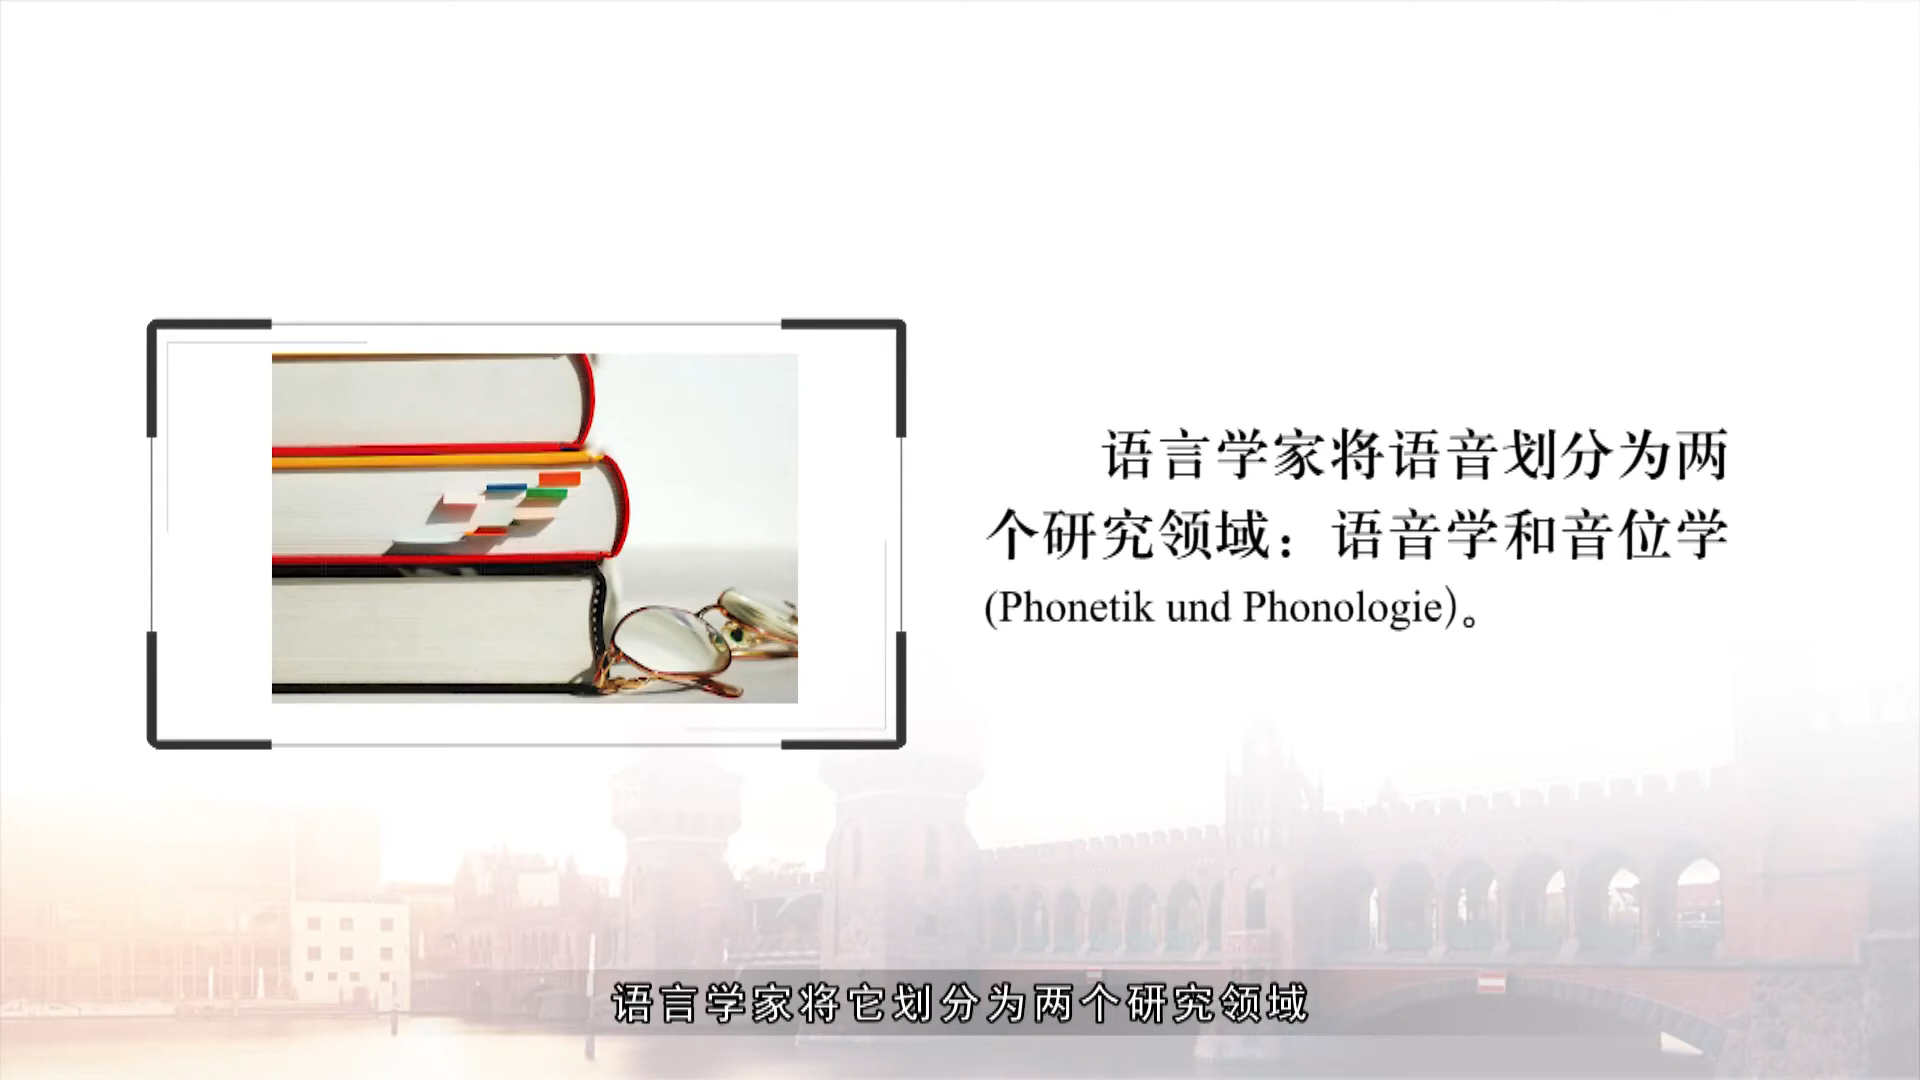 语言学家将语音划分为两
个研究领域：语音学和音位学
(Phonetik und Phonologie)。
语言学家将它划分为两个研究领域